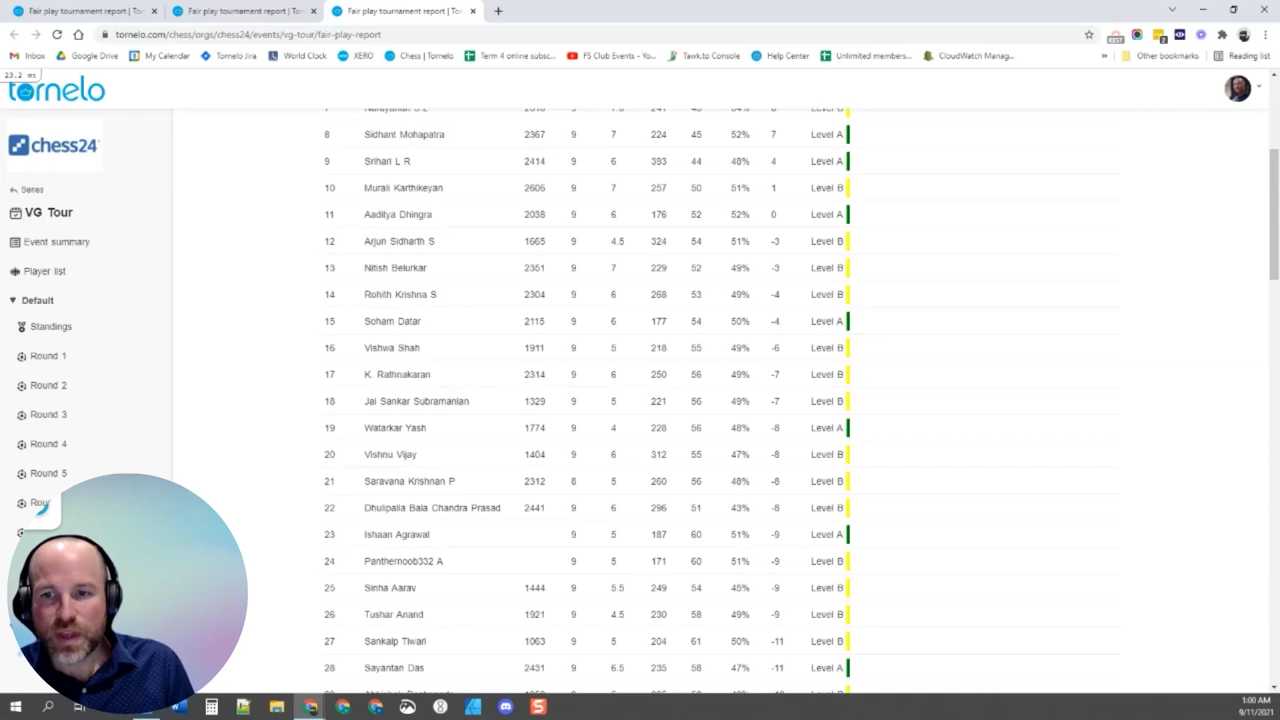 Fair play tournament report | Torn
Fair play tournament report | Torn
Fair play tournament report | Torn
tornelo.com/chess/orgs/chess24/events/vg-tour/fair-play-report
Inbox Google Drive My Calendar Tornelo Jira World Clock XERO Chess | Tornelo Term 4 online subsc... FS Club Events - Yo... Tawk.to Console Help Center Unlimited members... CloudWatch Manag... » Other bookmarks Reading list
23.2 ms
tornelo
chess24
Series
VG Tour
Event summary
Player list
Default
Standings
Round 1
Round 2
Round 3
Round 4
Round 5
8 Sidhant Mohapatra 2367 9 7 224 45 52% 7 Level A
9 Srihari L R 2414 9 6 393 44 48% 4 Level A
10 Murali Karthikeyan 2606 9 7 257 50 51% 1 Level B
11 Aaditya Dhingra 2038 9 6 176 52 52% 0 Level A
12 Arjun Sidharth S 1665 9 4.5 324 54 51% -3 Level B
13 Nitish Belurkar 2351 9 7 229 52 49% -3 Level B
14 Rohith Krishna S 2304 9 6 268 53 49% -4 Level B
15 Soham Datar 2115 9 6 177 54 50% -4 Level A
16 Vishwa Shah 1911 9 5 218 55 49% -6 Level B
17 K. Rathnakaran 2314 9 6 250 56 49% -7 Level B
18 Jai Sankar Subramanian 1329 9 5 221 56 49% -7 Level B
19 Watarkar Yash 1774 9 4 228 56 48% -8 Level A
20 Vishnu Vijay 1404 9 6 312 55 47% -8 Level B
21 Saravana Krishnan P 2312 8 5 260 56 48% -8 Level B
22 Dhulipalla Bala Chandra Prasad 2441 9 6 296 51 43% -8 Level B
23 Ishaan Agrawal 9 5 187 60 51% -9 Level A
24 Panthernoob332 A 9 5 171 60 51% -9 Level B
25 Sinha Aarav 1444 9 5.5 249 54 45% -9 Level B
26 Tushar Anand 1921 9 4.5 230 58 49% -9 Level B
27 Sankalp Tiwari 1063 9 5 204 61 50% -11 Level B
28 Sayantan Das 2431 9 6.5 235 58 47% -11 Level A
1:00 AM
9/11/2021